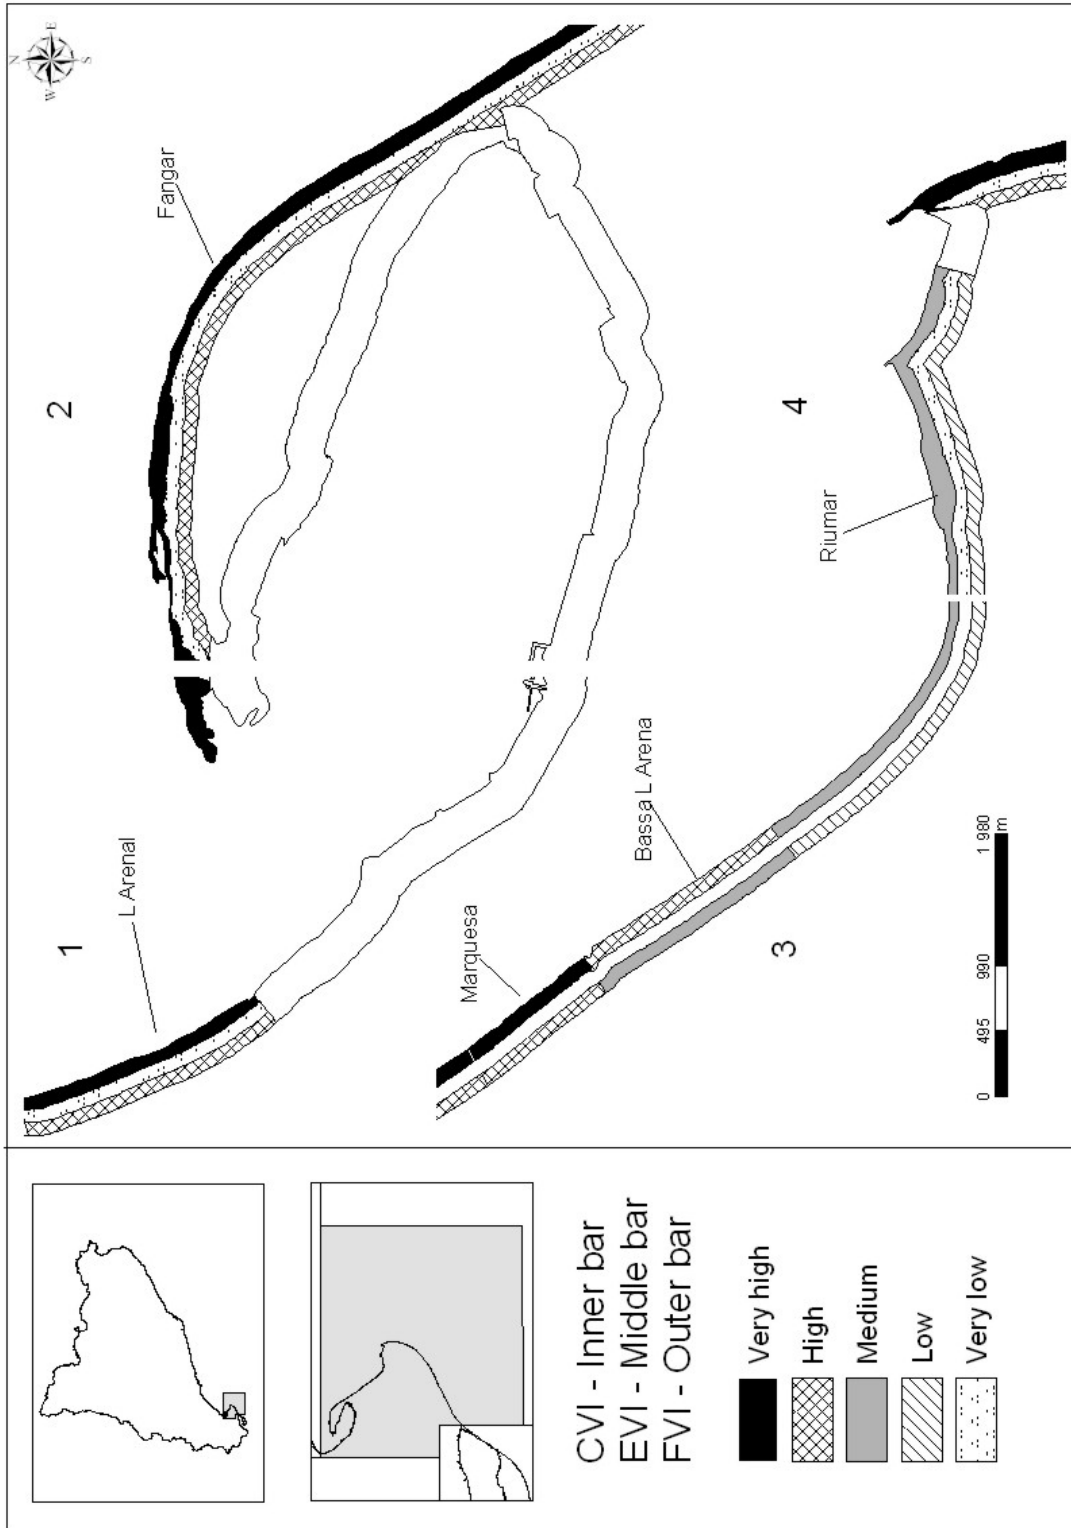 N
E
S
W
1
L Arenal
2
Fangar
Marquesa
Bassa L Arena
3
Riumar
4
0 495 990 1 980
m
CVI - Inner bar
EVI - Middle bar
FVI - Outer bar
Very high
High
Medium
Low
Very low